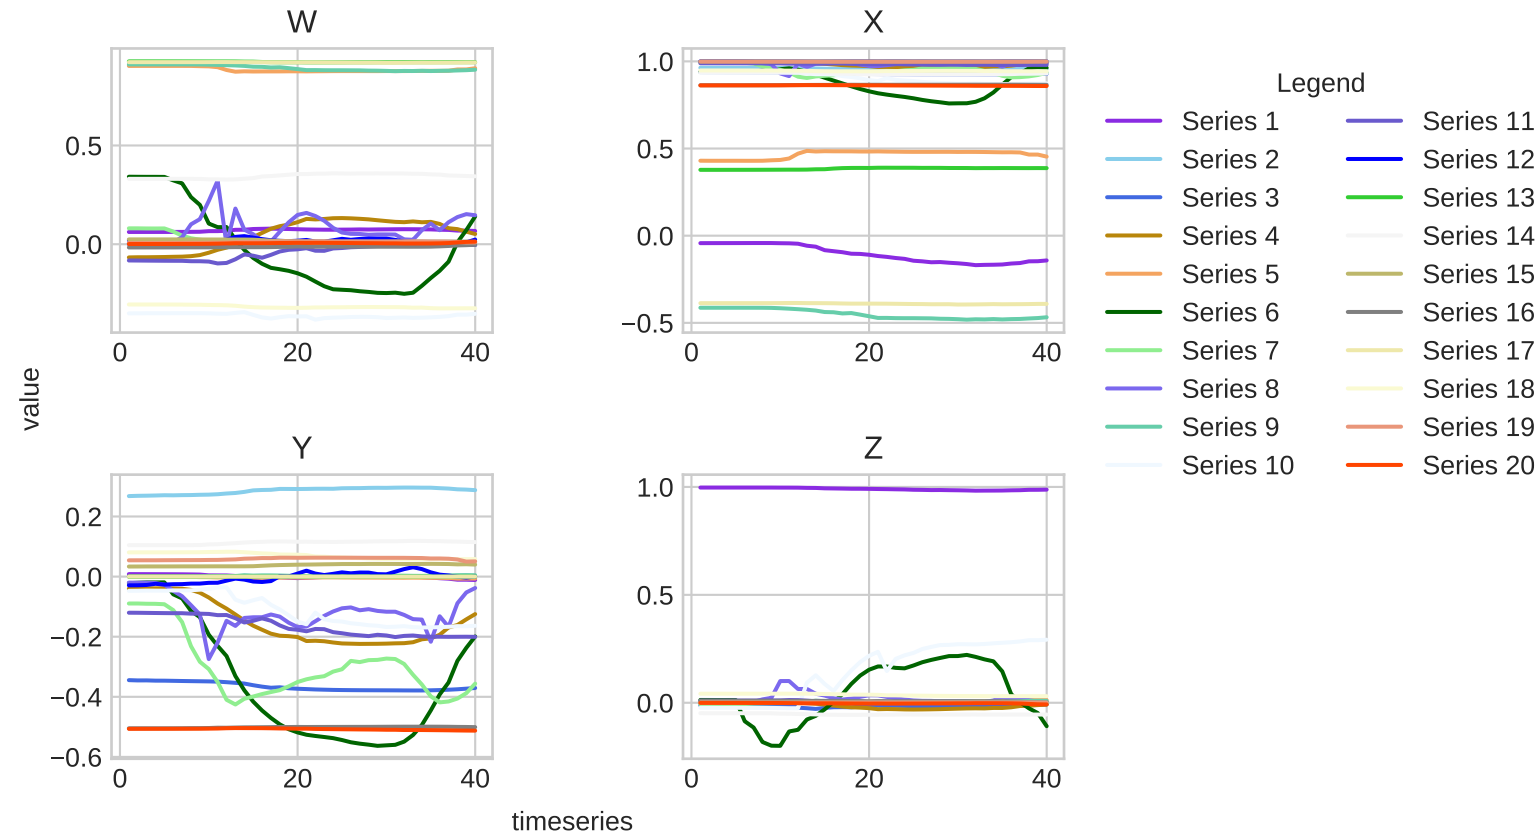 W
X
0.5
0.0
0
20
40
1.0
0.5
0.0
−0.5
0
20
40
Legend
Series 1
Series 2
Series 3
Series 4
Series 5
Series 6
Series 7
Series 8
Series 9
Series 10
Series 11
Series 12
Series 13
Series 14
Series 15
Series 16
Series 17
Series 18
Series 19
Series 20
value
Y
Z
0.2
0.0
−0.2
−0.4
−0.6
0
20
40
1.0
0.5
0.0
0
20
40
timeseries